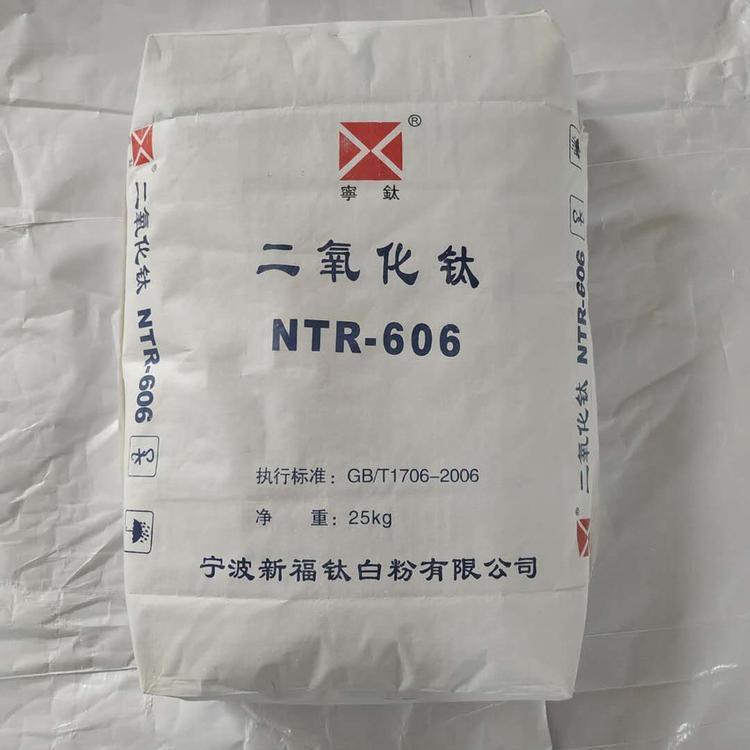 ®
寧鈦
二氧化钛
NTR-606
执行标准：GB/T1706-2006
净 重：25kg
宁波新福钛白粉有限公司
二氧化钛 NTR-606
二氧化钛 NTR-606